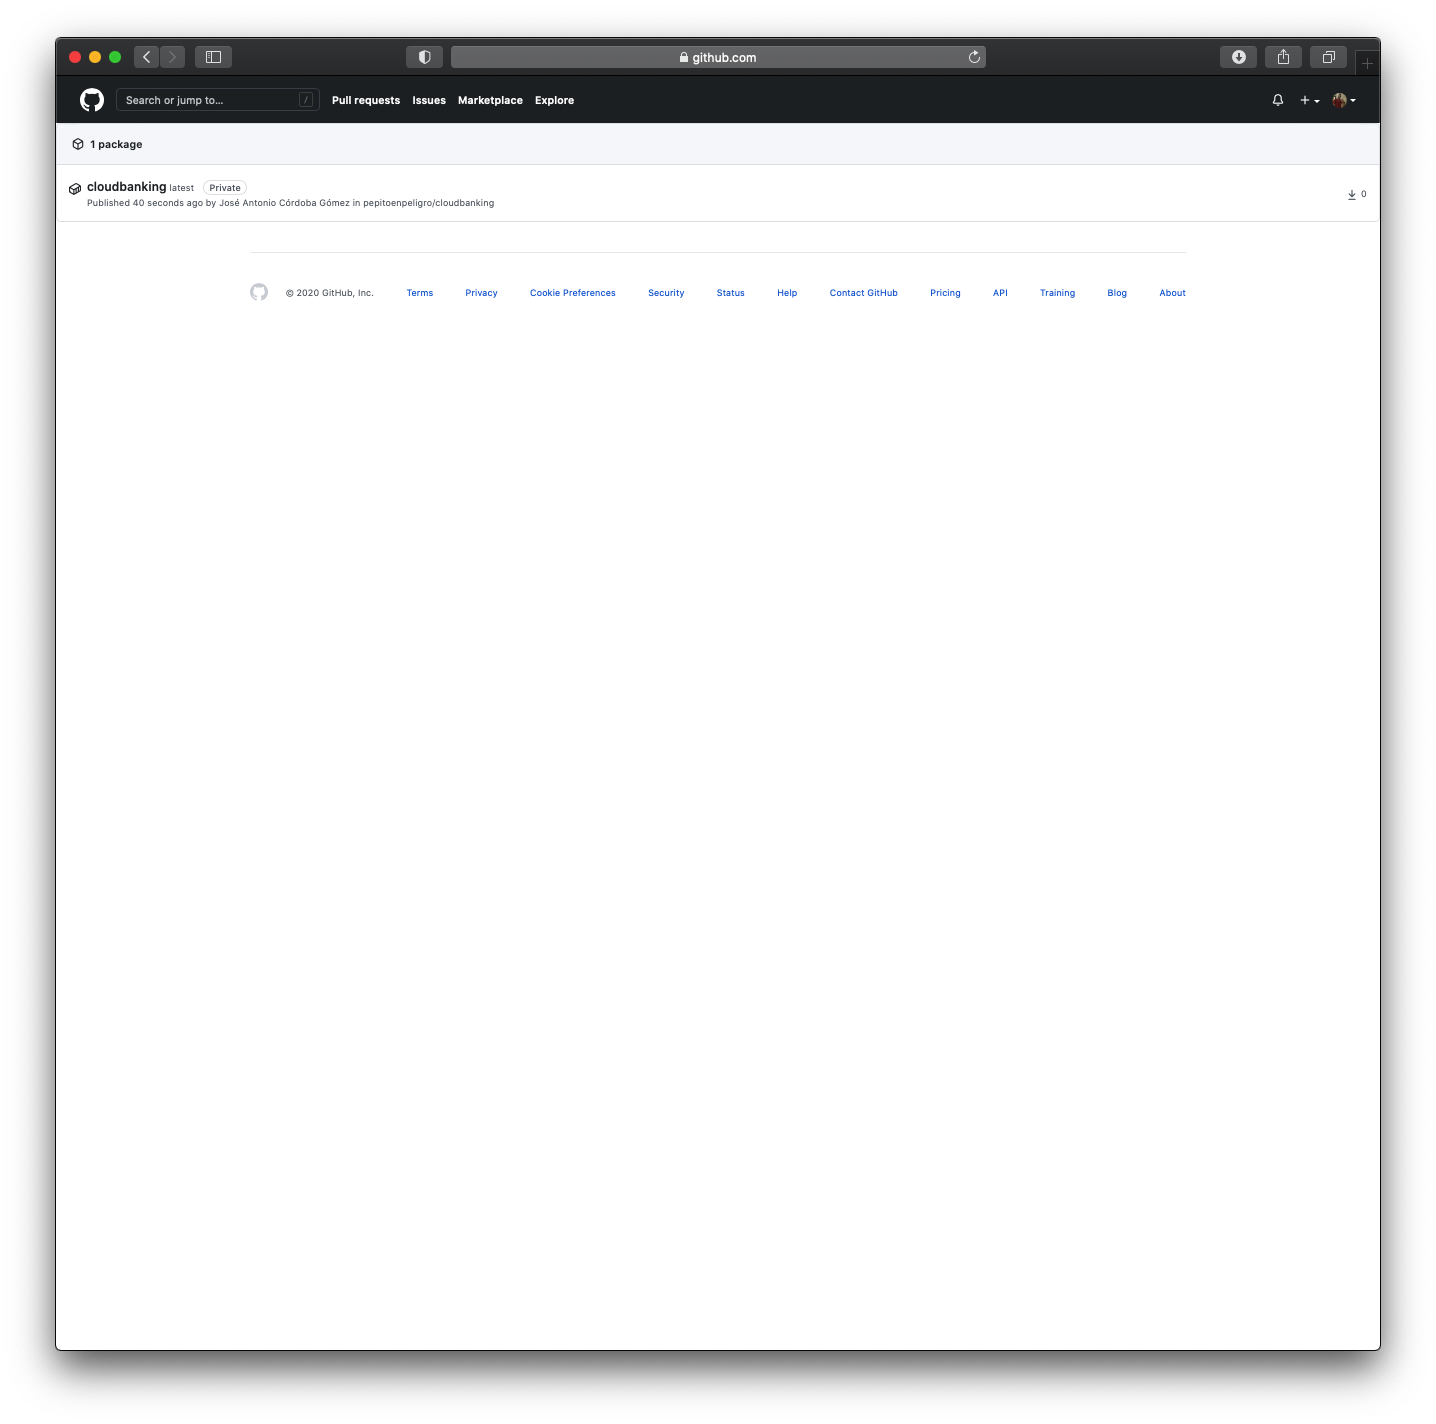 github.com
Search or jump to... /
Pull requests Issues Marketplace Explore
1 package
cloudbanking latest Private
Published 40 seconds ago by José Antonio Córdoba Gómez in pepitoenpeligro/cloudbanking
0
© 2020 GitHub, Inc. Terms Privacy Cookie Preferences Security Status Help Contact GitHub Pricing API Training Blog About